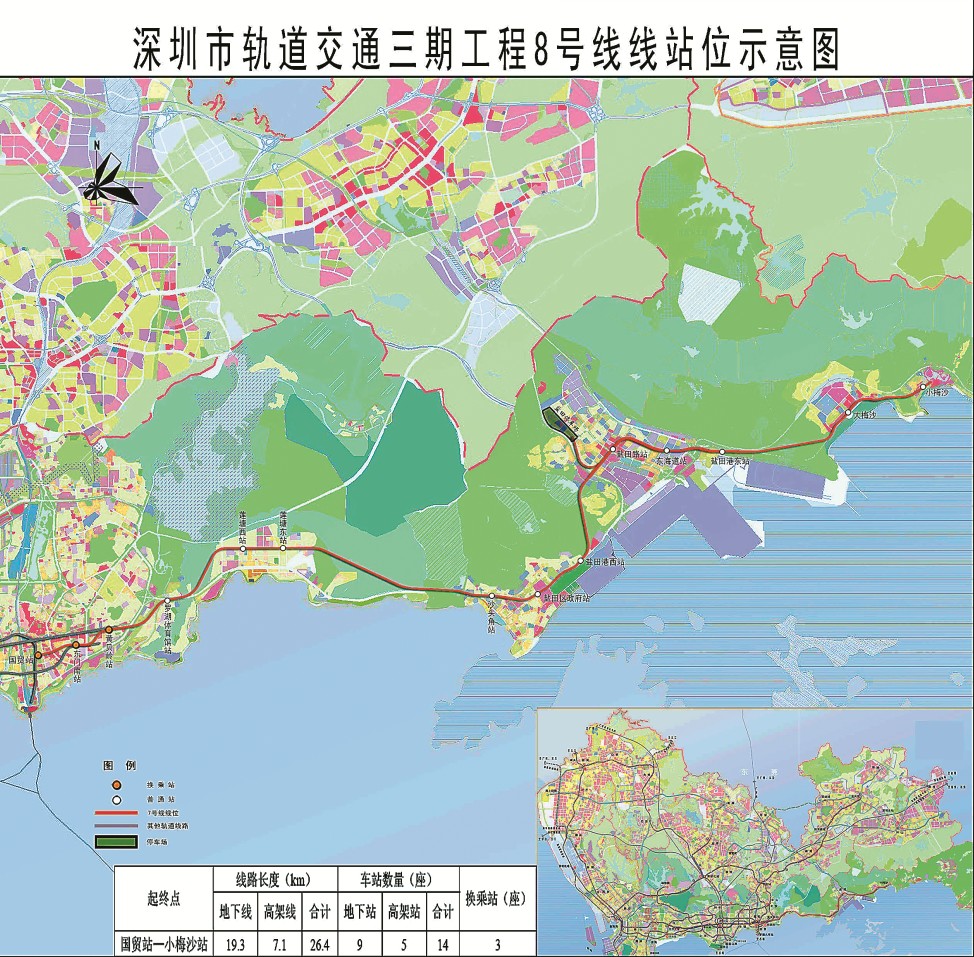 深圳市轨道交通三期工程8号线线站位示意图
N
小梅沙
大梅沙
盐田路站
东海道站
盐田港东站
莲塘西站
莲塘东站
盐田港西站
盐田区政府站
沙头角站
罗湖体育馆站
黄贝岭站
国贸站
东门南站
图 例
换乘站
普通站
7号线线位
其他轨道线路
停车场
起终点 线路长度（km） 车站数量（座） 换乘站（座）
地下线 高架线 合计 地下站 高架站 合计
国贸站—小梅沙站 19.3 7.1 26.4 9 5 14 3